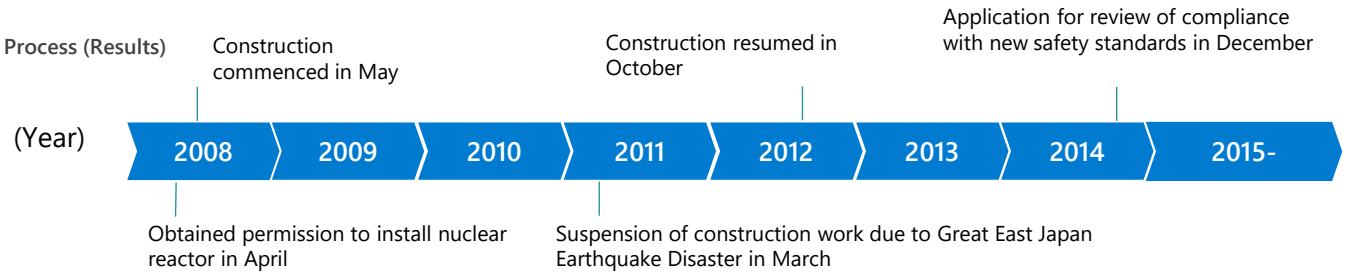 Process (Results)
Construction
commenced in May
Construction resumed in
October
Application for review of compliance
with new safety standards in December
(Year)
2008
2009
2010
2011
2012
2013
2014
2015-
Obtained permission to install nuclear
reactor in April
Suspension of construction work due to Great East Japan
Earthquake Disaster in March